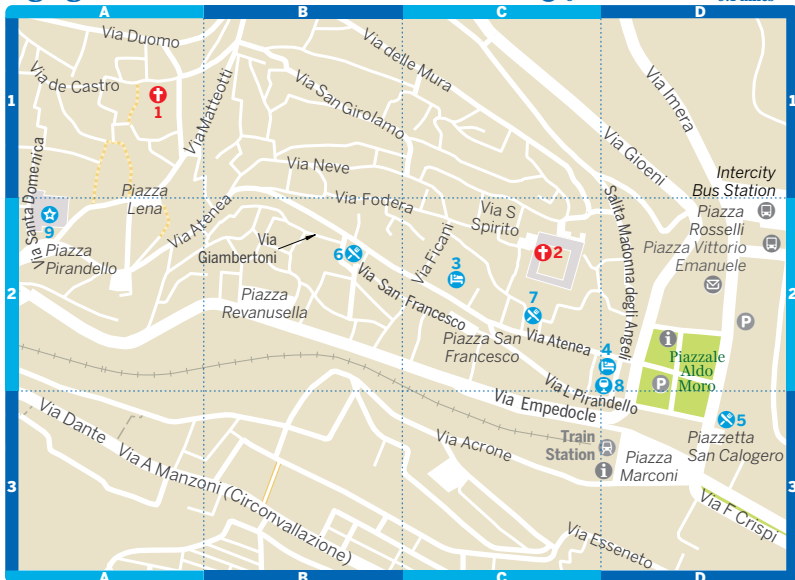 A
B
C
D
1
Via Duomo
Via delle Mura
Via de Castro
Via Imera
1
Via Matteotti
Via San Girolamo
Via Gioeni
Via Neve
Intercity
Bus Station
Via Santa Domenica
Piazza
Lena
Via Fodera
Via S
Spirito
Salita Madonna degli Angeli
Piazza
Rosselli
9
Via Atenea
Piazza
Pirandello
Via
Giambertoni
6
Via Ficani
3
2
Piazza Vittorio
Emanuele
2
2
Via San Francesco
Piazza
Revanusella
7
P
Piazza San
Francesco
Via Atenea
4
i
Piazzale
Aldo
Moro
P
8
Via L Pirandello
Via Empedocle
5
Via Dante
Via Acrone
Train
Station
i
Piazzetta
San Calogero
Via A Manzoni (Circonvallazione)
Piazza
Marconi
3
3
Via F Crispi
Via Esseneto
A
B
C
D